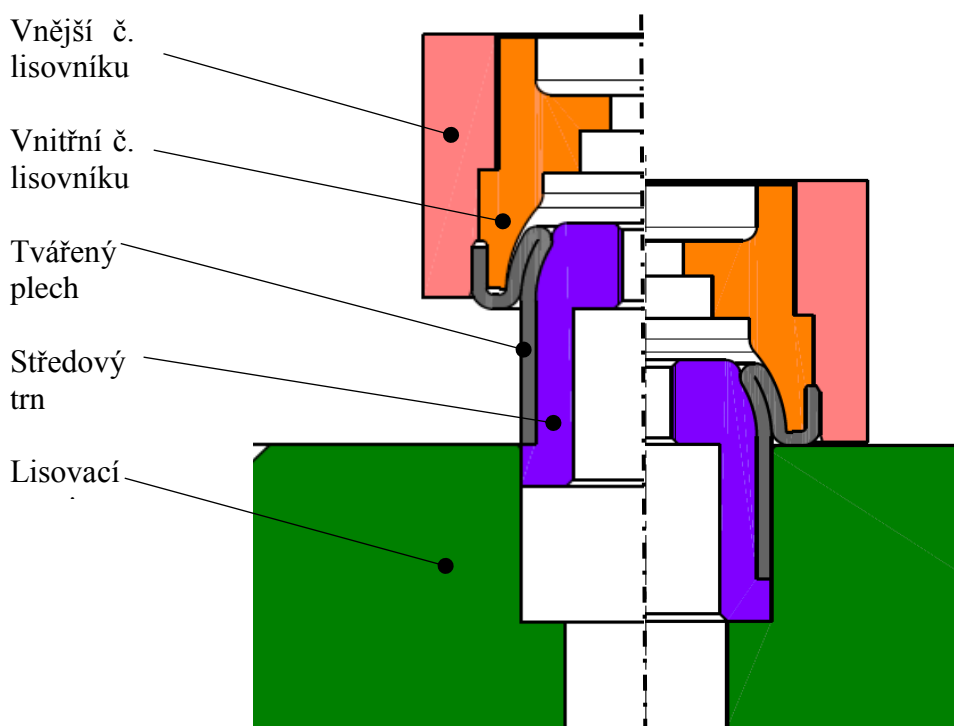 Vnější č.
lisovníku
Vnitřní č.
lisovníku
Tvářený
plech
Středový
trn
Lisovací